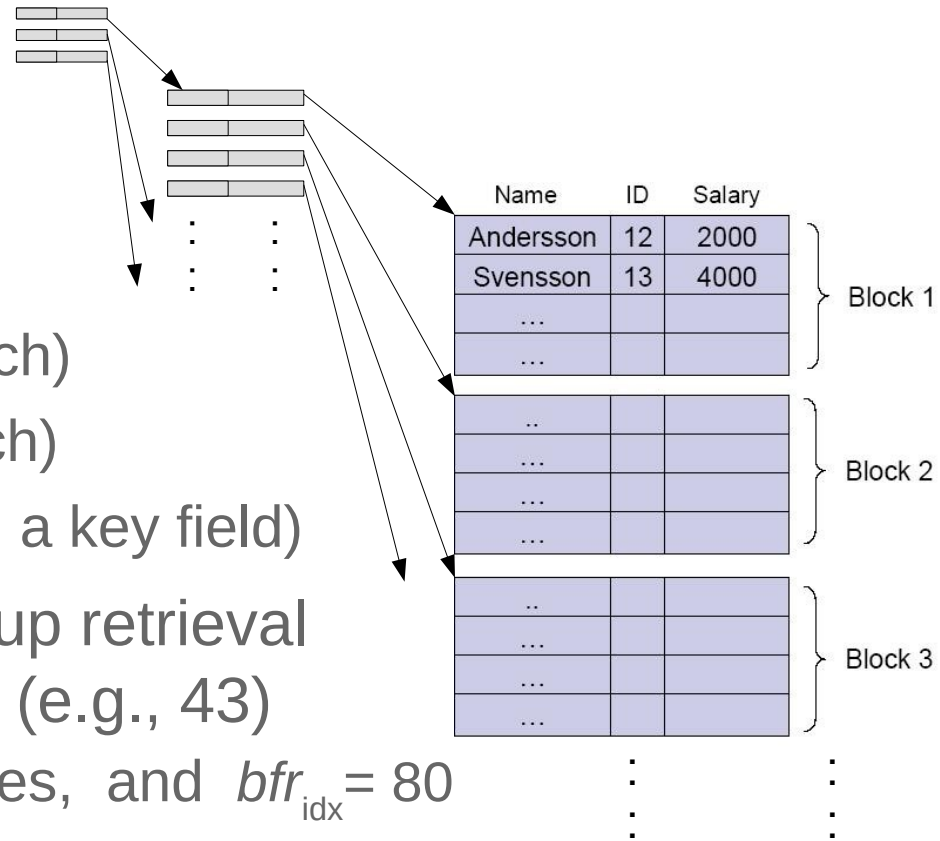 Name ID Salary
Andersson 12 2000
Svensson 13 4000
...
...
Block 1
ch)
ch)
..
...
...
...
Block 2
a key field)
up retrieval
(e.g., 43)
..
...
...
...
Block 3
es, and bfr_idx= 80